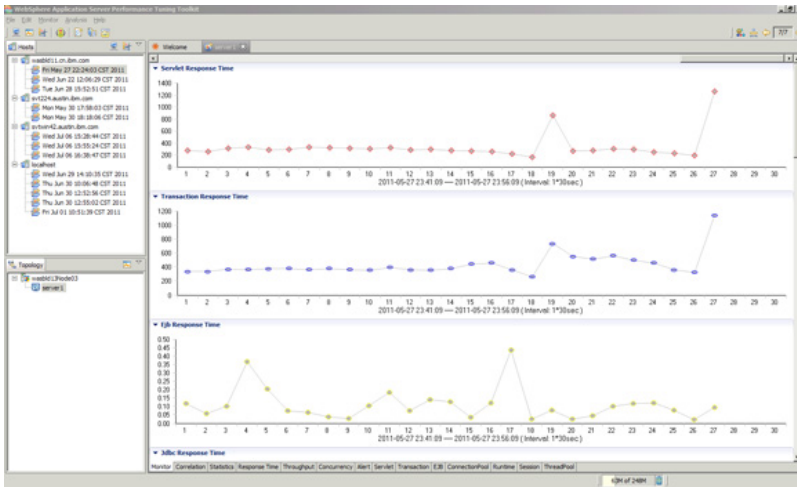 WebSphere Application Server Performance Tuning Toolkit
File Edit Monitor Analysis Help
7/7
Hosts
Welcome
server1
wasbld11.cn.ibm.com
Fri May 27 22:24:03 CST 2011
Wed Jun 22 12:06:29 CST 2011
Tue Jun 28 15:52:51 CST 2011
evt224.austin.ibm.com
Mon May 30 17:58:03 CST 2011
Mon May 30 18:18:06 CST 2011
Wed Jul 06 15:28:44 CST 2011
Wed Jul 06 15:55:24 CST 2011
Wed Jul 06 16:38:47 CST 2011
localhost
Wed Jun 29 14:10:35 CST 2011
Thu Jun 30 10:06:48 CST 2011
Thu Jun 30 12:52:36 CST 2011
Thu Jun 30 12:55:02 CST 2011
Fri Jul 01 10:51:39 CST 2011
Topology
server1
Servlet Response Time
1400
1200
1000
800
600
400
200
0
1 2 3 4 5 6 7 8 9 10 11 12 13 14 15 16 17 18 19 20 21 22 23 24 25 26 27 28 29 30
2011-05-27 23:41:09 --- 2011-05-27 23:56:09 ( Interval: 1*30sec )
Transaction Response Time
1200
1000
800
600
400
200
0
1 2 3 4 5 6 7 8 9 10 11 12 13 14 15 16 17 18 19 20 21 22 23 24 25 26 27 28 29 30
2011-05-27 23:41:09 --- 2011-05-27 23:56:09 ( Interval: 1*30sec )
Ejb Response Time
0.50
0.45
0.40
0.35
0.30
0.25
0.20
0.15
0.10
0.05
0.00
1 2 3 4 5 6 7 8 9 10 11 12 13 14 15 16 17 18 19 20 21 22 23 24 25 26 27 28 29 30
2011-05-27 23:41:09 --- 2011-05-27 23:56:09 ( Interval: 1*30sec )
Jdbc Response Time
Monitor Correlation Statistics Response Time Throughput Concurrency Alert Servlet Transaction EJB ConnectionPool Runtime Session ThreadPool
of 248M